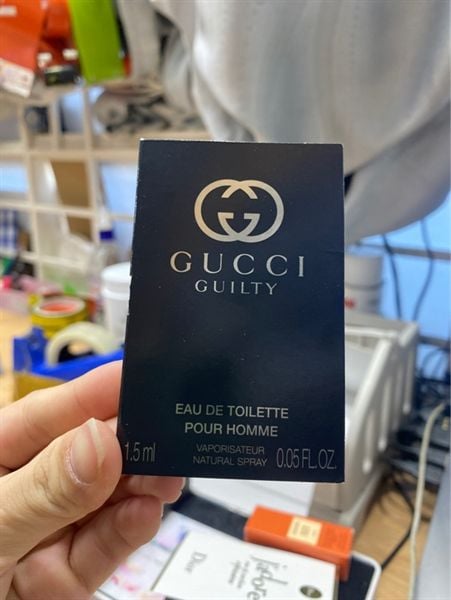 GUCCI
GUILTY
EAU DE TOILETTE
POUR HOMME
1.5 ml
VAPORISATEUR
NATURAL SPRAY
0.05 FL.OZ.
Dior
j'adore